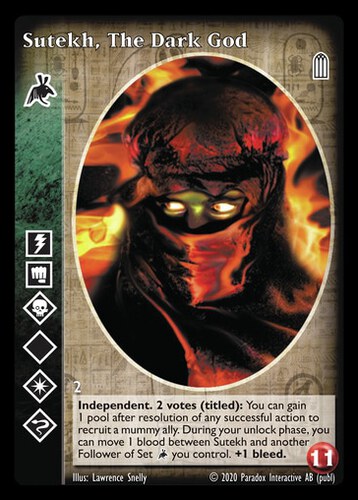 Sutekh, The Dark God
2
Independent. 2 votes (titled): You can gain
1 pool after resolution of any successful action to
recruit a mummy ally. During your unlock phase, you
can move 1 blood between Sutekh and another
Follower of Set you control. +1 bleed.
11
Illus: Lawrence Snelly © 2020 Paradox Interactive AB (publ)